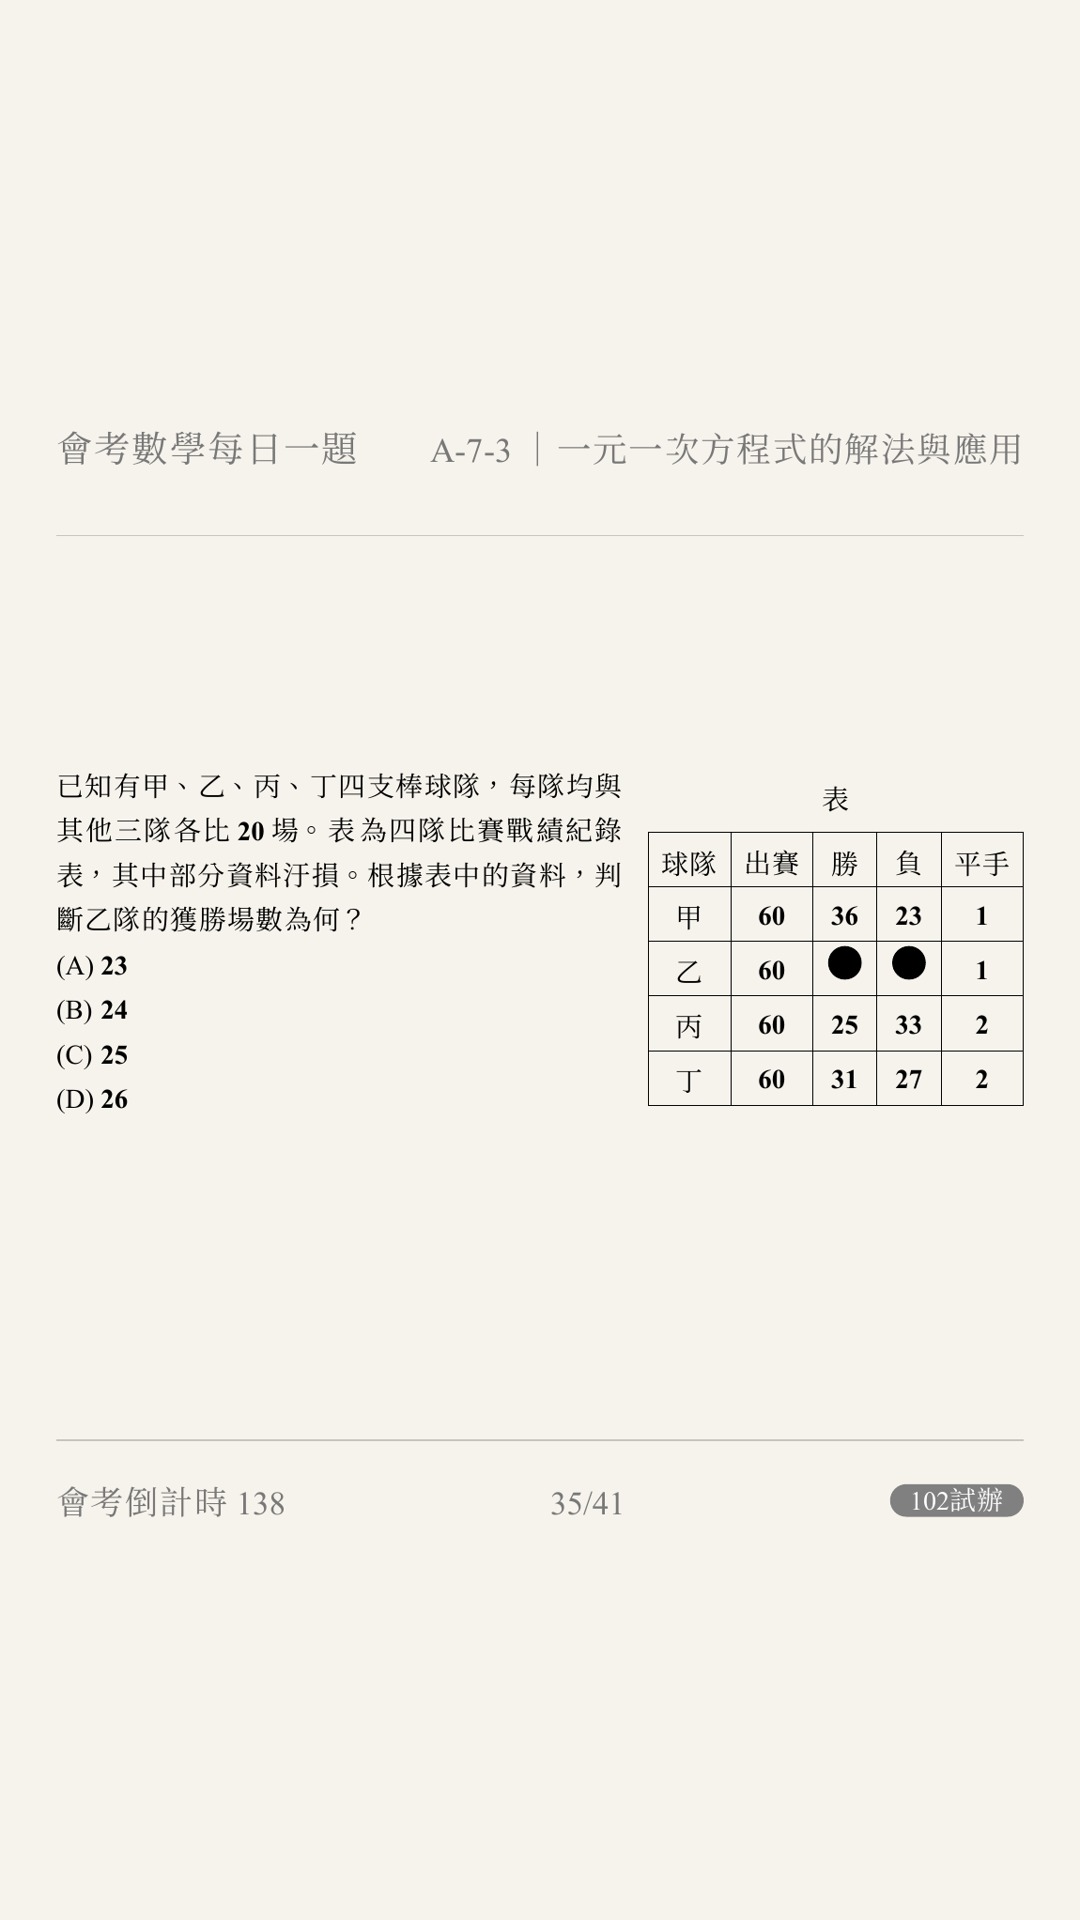 會考數學每日一題 A-7-3｜一元一次方程式的解法與應用
已知有甲、乙、丙、丁四支棒球隊，每隊均與
其他三隊各比 20 場。表為四隊比賽戰績紀錄
表，其中部分資料汙損。根據表中的資料，判
斷乙隊的獲勝場數為何？
(A) 23
(B) 24
(C) 25
(D) 26
表
球隊 出賽 勝 負 平手
甲 60 36 23 1
乙 60 1
丙 60 25 33 2
丁 60 31 27 2
會考倒計時 138 35/41 102試辦